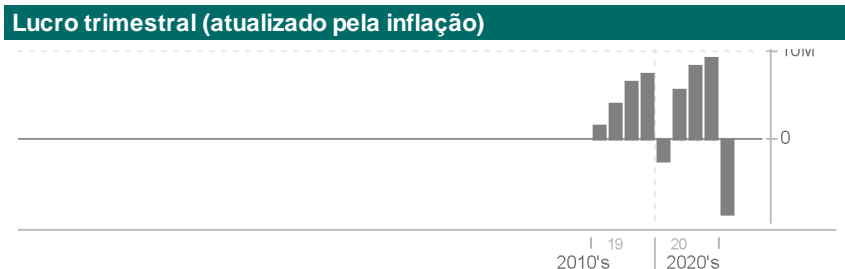 Lucro trimestral (atualizado pela inflação)
10M
0
19 20
2010's 2020's